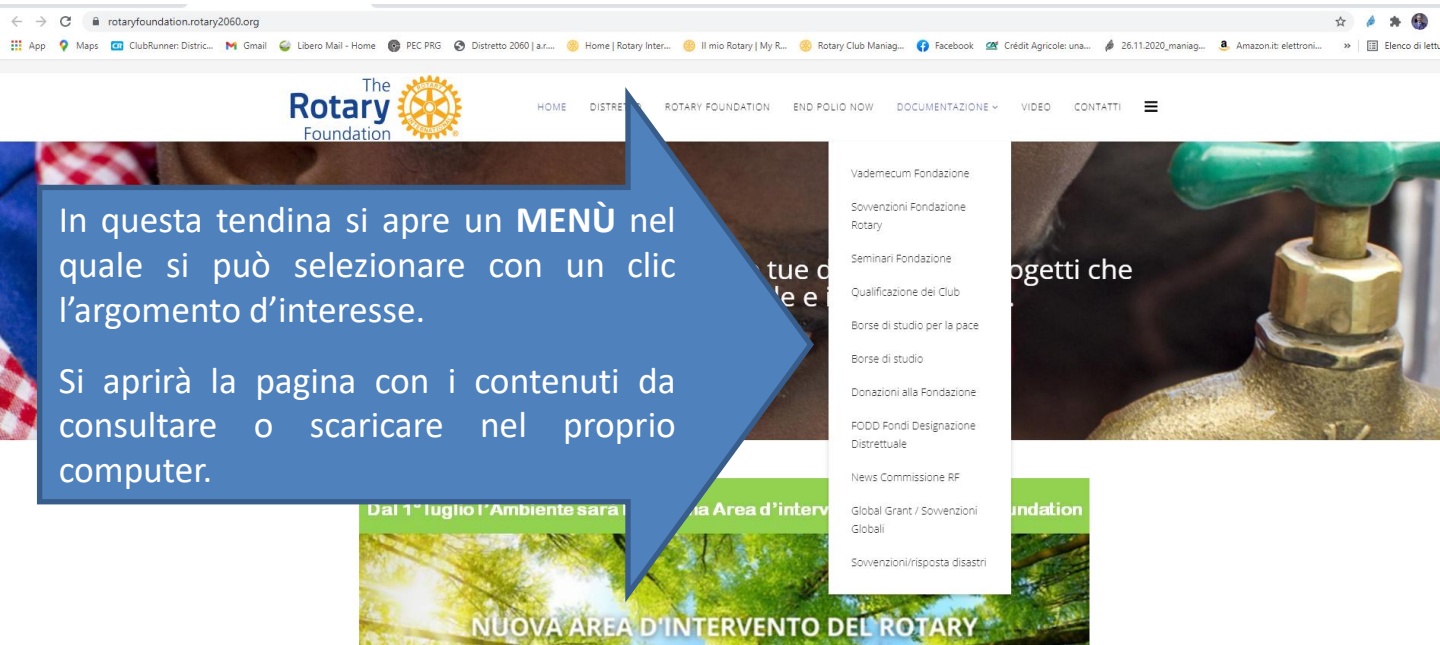 rotaryfoundation.rotary2060.org
App Maps ClubRunner: Distric... Gmail Libero Mail - Home PEC PRG Distretto 2060 | a.r.... Home | Rotary Inter... Il mio Rotary | My R... Rotary Club Maniag... Facebook Crédit Agricole: una... 26.11.2020_maniag... Amazon.it: elettroni... » Elenco di lettu
The
Rotary
Foundation
HOME DISTRETTO ROTARY FOUNDATION END POLIO NOW DOCUMENTAZIONE VIDEO CONTATTI
In questa tendina si apre un MENÙ nel
quale si può selezionare con un clic
l’argomento d’interesse.
Si aprirà la pagina con i contenuti da
consultare o scaricare nel proprio
computer.
Vademecum Fondazione
Sovvenzioni Fondazione
Rotary
Seminari Fondazione
Qualificazione dei Club
Borse di studio per la pace
Borse di studio
Donazioni alla Fondazione
FODD Fondi Designazione
Distrettuale
News Commissione RF
Global Grant / Sovvenzioni
Globali
Sovvenzioni/risposta disastri
tue che
e
Dal 1° luglio l’Ambiente sarà Area d’interv
NUOVA AREA D'INTERVENTO DEL ROTARY